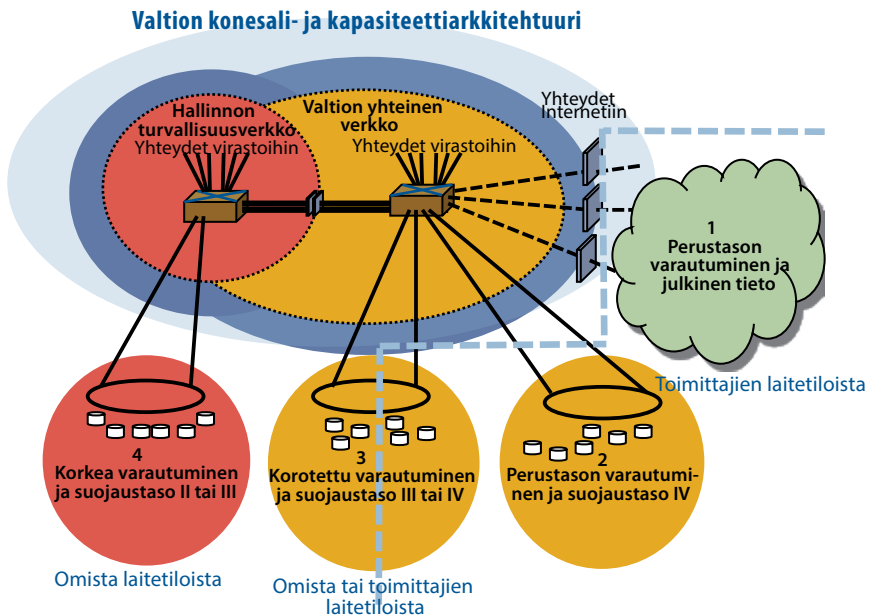 Valtion konesali- ja kapasiteettiarkkitehtuuri
Hallinnon
turvallisuusverkko
Yhteydet virastoihin
Valtion yhteinen
verkko
Yhteydet virastoihin
Yhteydet
Internetiin
1
Perustason
varautuminen ja
julkinen tieto
Toimittajien laitetiloista
4
Korkea varautuminen
ja suojaustaso II tai III
3
Korotettu varautuminen
ja suojaustaso III tai IV
2
Perustason varautumi-
nen ja suojaustaso IV
Omista laitetiloista
Omista tai toimittajien
laitetiloista